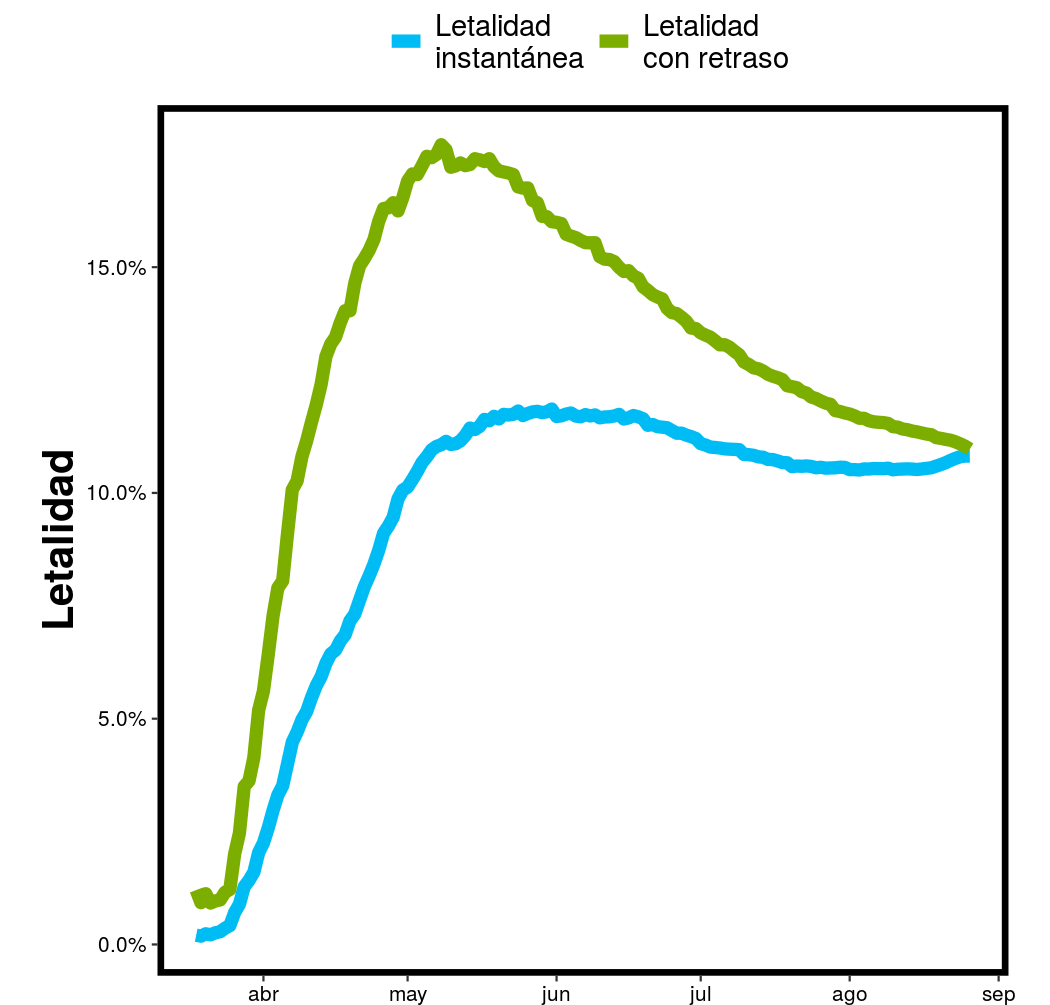 Letalidad
instantánea
Letalidad
con retraso
Letalidad
15.0%
10.0%
5.0%
0.0%
abr
may
jun
jul
ago
sep